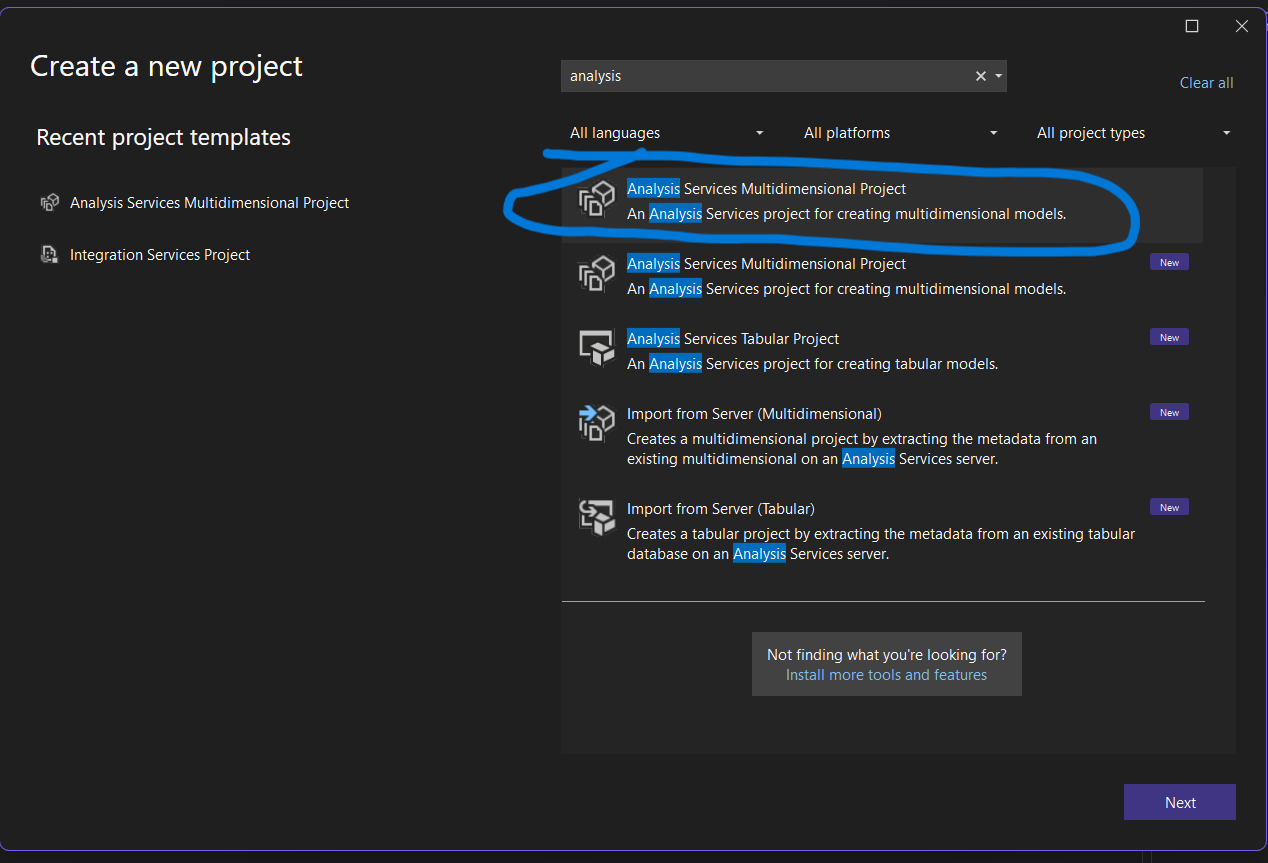 Create a new project
Recent project templates
Analysis Services Multidimensional Project
Integration Services Project
analysis
Clear all
All languages
All platforms
All project types
Analysis Services Multidimensional Project
An Analysis Services project for creating multidimensional models.
Analysis Services Multidimensional Project
New
An Analysis Services project for creating multidimensional models.
Analysis Services Tabular Project
New
An Analysis Services project for creating tabular models.
Import from Server (Multidimensional)
New
Creates a multidimensional project by extracting the metadata from an
existing multidimensional on an Analysis Services server.
Import from Server (Tabular)
New
Creates a tabular project by extracting the metadata from an existing tabular
database on an Analysis Services server.
Not finding what you're looking for?
Install more tools and features
Next